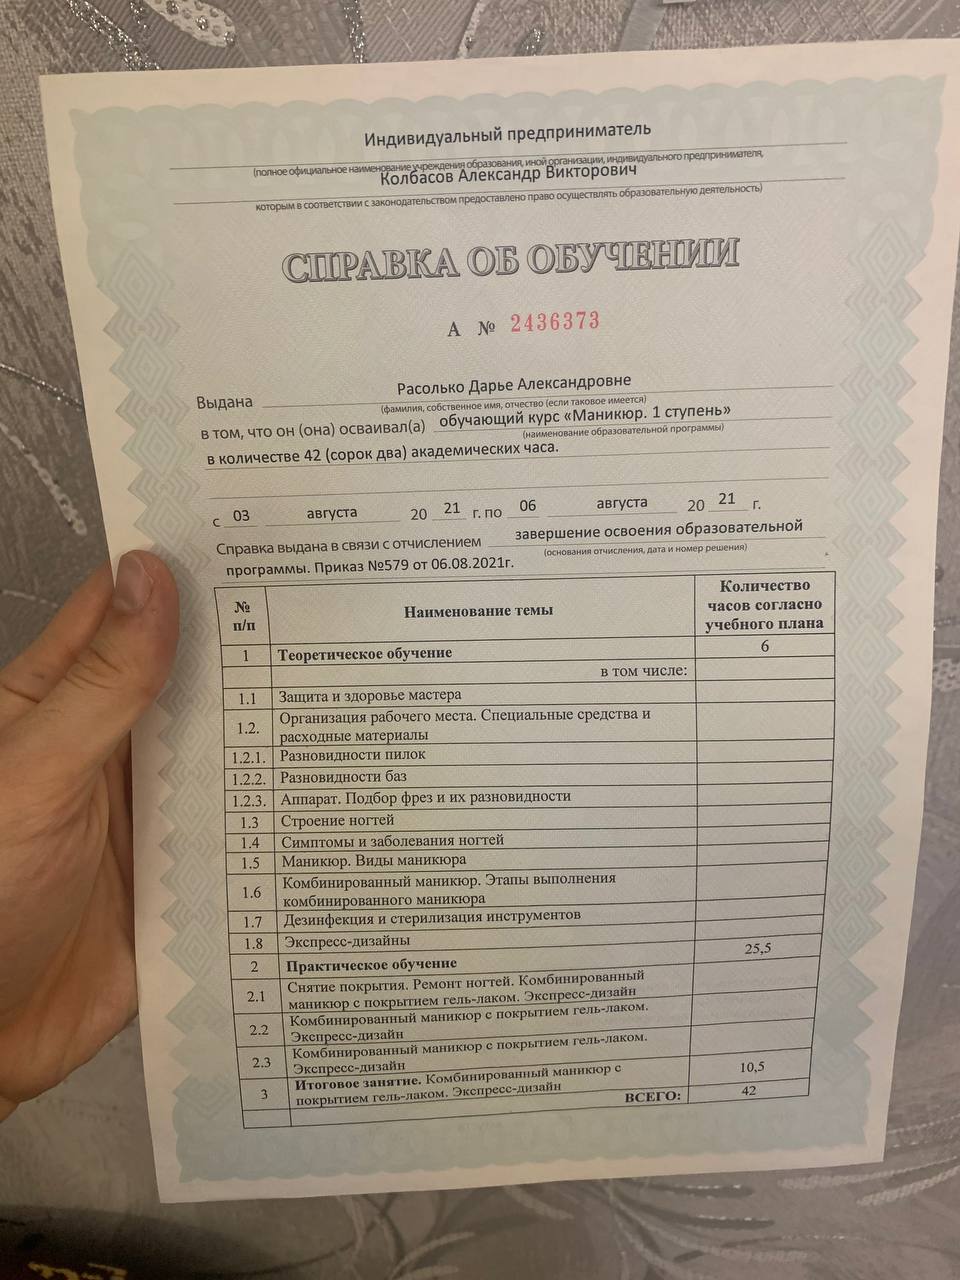 Индивидуальный предприниматель
(полное официальное наименование учреждения образования, иной организации, индивидуального предпринимателя,
Колбасов Александр Викторович
которым в соответствии с законодательством предоставлено право осуществлять образовательную деятельность)
СПРАВКА ОБ ОБУЧЕНИИ
А № 2436373
Выдана Расолько Дарье Александровне
(фамилия, собственное имя, отчество (если таковое имеется)
в том, что он (она) осваивал(а) обучающий курс «Маникюр. 1 ступень»
(наименование образовательной программы)
в количестве 42 (сорок два) академических часа.
с 03 августа 20 21 г. по 06 августа 20 21 г.
Справка выдана в связи с отчислением завершение освоения образовательной
(основания отчисления, дата и номер решения)
программы. Приказ №579 от 06.08.2021г.
№ п/п Наименование темы Количество часов согласно учебного плана
1 Теоретическое обучение 6
в том числе:
1.1 Защита и здоровье мастера
1.2. Организация рабочего места. Специальные средства и
расходные материалы
1.2.1. Разновидности пилок
1.2.2. Разновидности баз
1.2.3. Аппарат. Подбор фрез и их разновидности
1.3 Строение ногтей
1.4 Симптомы и заболевания ногтей
1.5 Маникюр. Виды маникюра
1.6 Комбинированный маникюр. Этапы выполнения
комбинированного маникюра
1.7 Дезинфекция и стерилизация инструментов
1.8 Экспресс-дизайны
2 Практическое обучение 25,5
2.1 Снятие покрытия. Ремонт ногтей. Комбинированный
маникюр с покрытием гель-лаком. Экспресс-дизайн
2.2 Комбинированный маникюр с покрытием гель-лаком.
Экспресс-дизайн
2.3 Комбинированный маникюр с покрытием гель-лаком.
Экспресс-дизайн
3 Итоговое занятие. Комбинированный маникюр с 10,5
покрытием гель-лаком. Экспресс-дизайн
ВСЕГО: 42